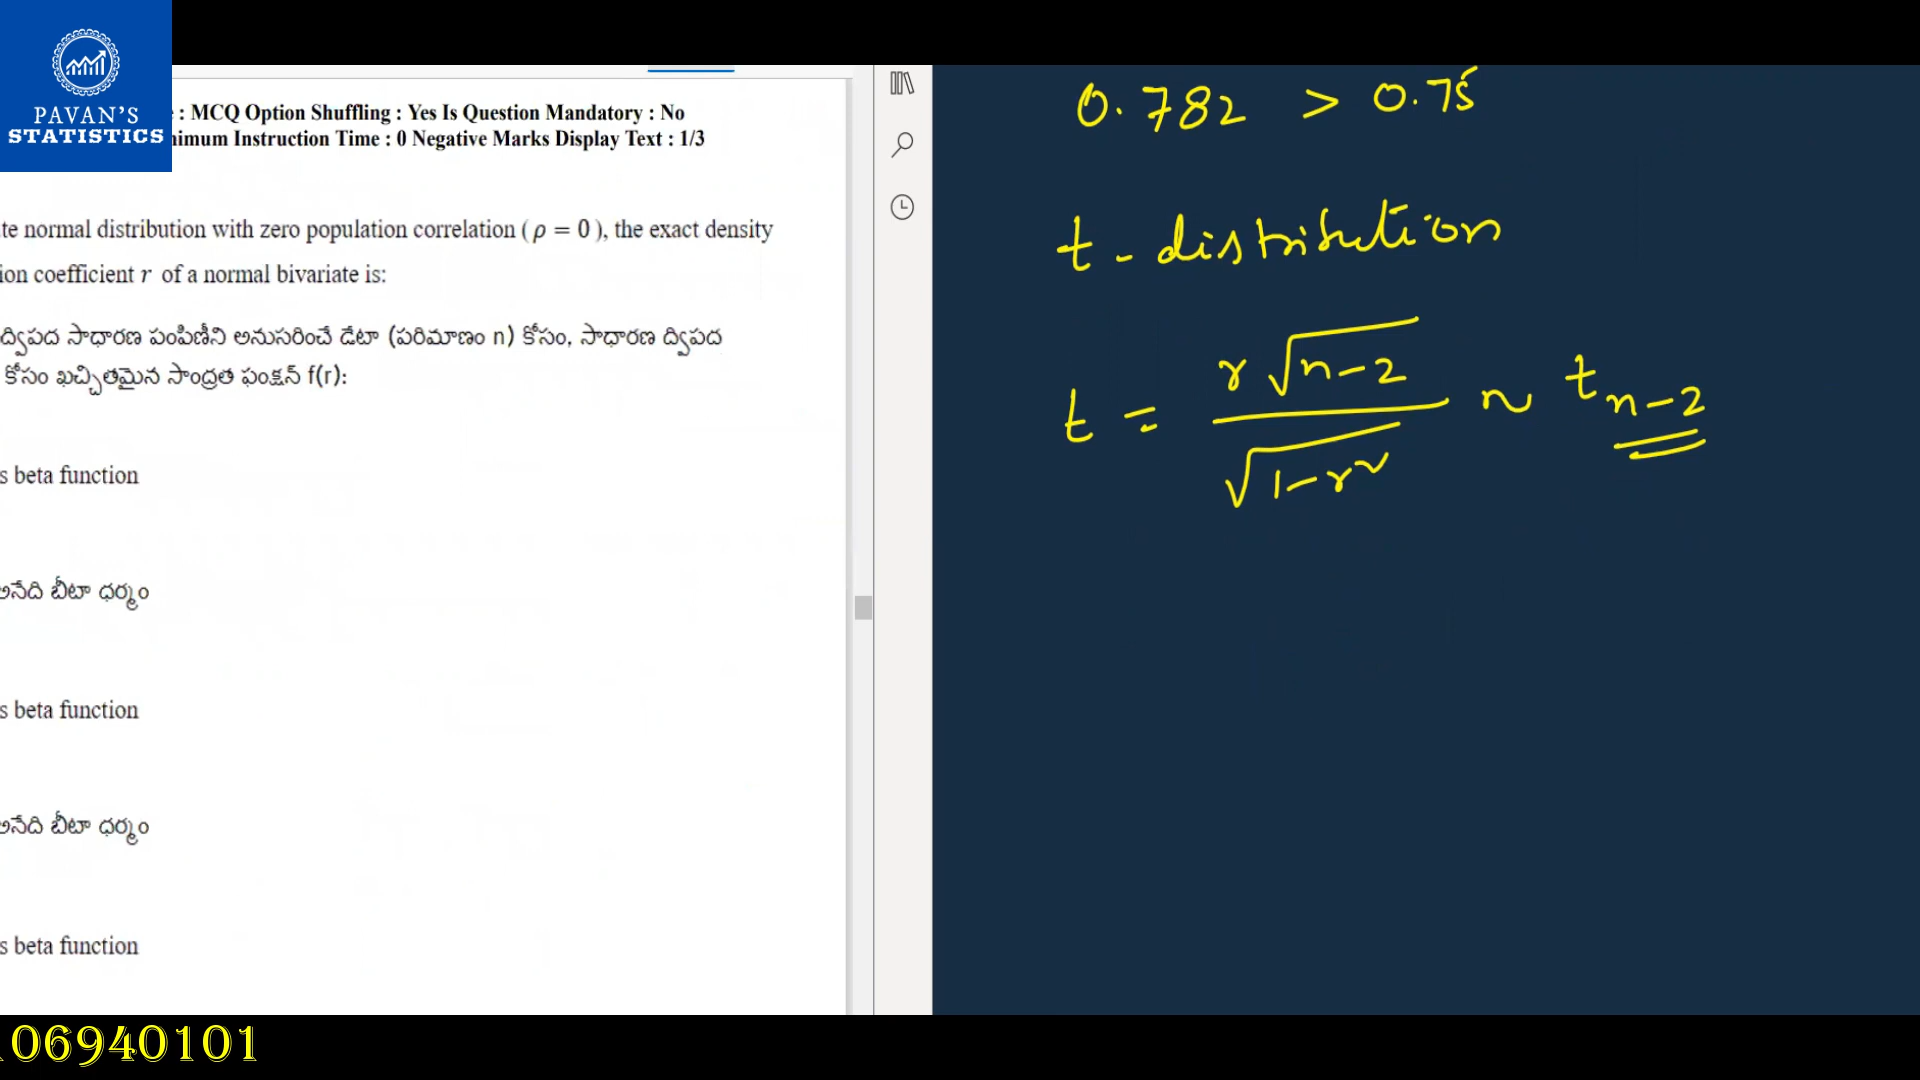 PAVAN'S
STATISTICS
: MCQ Option Shuffling : Yes Is Question Mandatory : No
nimum Instruction Time : 0 Negative Marks Display Text : 1/3
te normal distribution with zero population correlation ( ρ = 0 ), the exact density
ion coefficient r of a normal bivariate is:
ద్విపద సాధారణ పంపిణీని అనుసరించే డేటా (పరిమాణం n) కోసం, సాధారణ ద్విపద
కోసం ఖచ్చితమైన సాంద్రత ఫంక్షన్ f(r):
s beta function
అనేది బీటా ధర్మం
s beta function
అనేది బీటా ధర్మం
s beta function
0.782 > 0.75
t - distribution
t = r √n-2 / √1-r² ~ t n-2
06940101